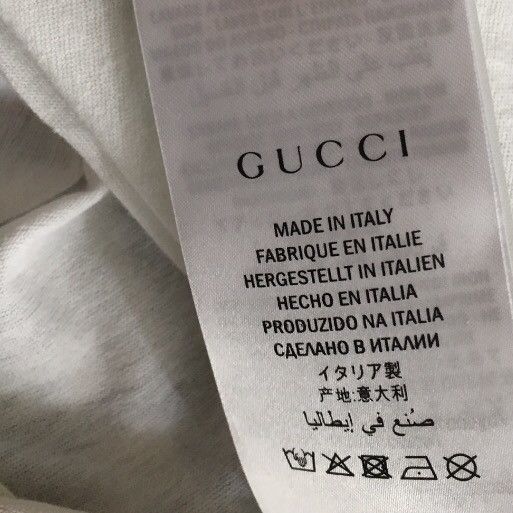 GUCCI
MADE IN ITALY
FABRIQUE EN ITALIE
HERGESTELLT IN ITALIEN
HECHO EN ITALIA
PRODUZIDO NA ITALIA
СДЕЛАНО В ИТАЛИИ
イタリア製
产地:意大利
صُنع في إيطاليا